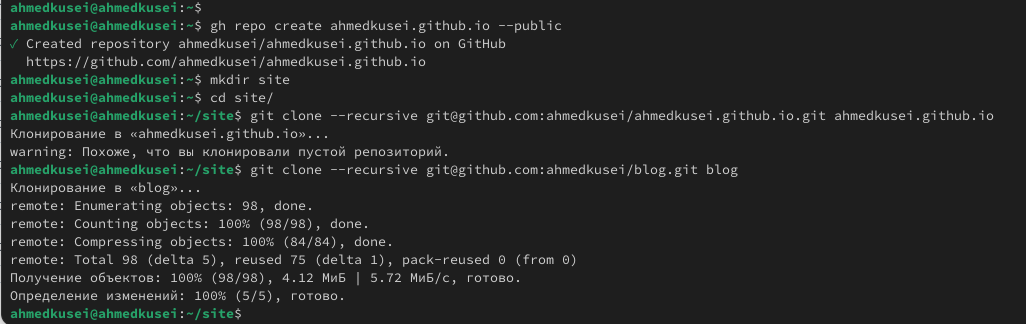 ahmedkusei@ahmedkusei:~$
ahmedkusei@ahmedkusei:~$ gh repo create ahmedkusei.github.io --public
✓ Created repository ahmedkusei/ahmedkusei.github.io on GitHub
  https://github.com/ahmedkusei/ahmedkusei.github.io
ahmedkusei@ahmedkusei:~$ mkdir site
ahmedkusei@ahmedkusei:~$ cd site/
ahmedkusei@ahmedkusei:~/site$ git clone --recursive git@github.com:ahmedkusei/ahmedkusei.github.io.git ahmedkusei.github.io
Клонирование в «ahmedkusei.github.io»...
warning: Похоже, что вы клонировали пустой репозиторий.
ahmedkusei@ahmedkusei:~/site$ git clone --recursive git@github.com:ahmedkusei/blog.git blog
Клонирование в «blog»...
remote: Enumerating objects: 98, done.
remote: Counting objects: 100% (98/98), done.
remote: Compressing objects: 100% (84/84), done.
remote: Total 98 (delta 5), reused 75 (delta 1), pack-reused 0 (from 0)
Получение объектов: 100% (98/98), 4.12 МиБ | 5.72 МиБ/с, готово.
Определение изменений: 100% (5/5), готово.
ahmedkusei@ahmedkusei:~/site$